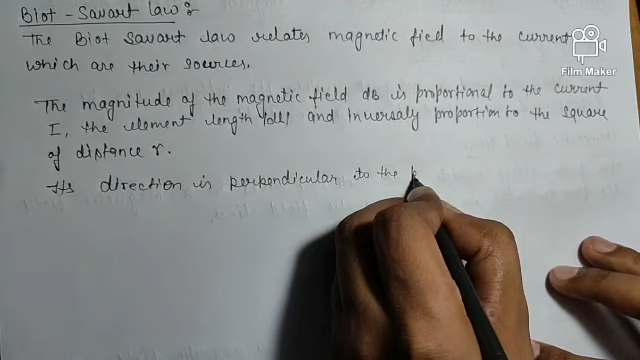 Biot - Savart law :
The Biot Savart law relates magnetic field to the current
which are their sources.
The magnitude of the magnetic field dB is proportional to the current
I, the element length |dl| and Inversaly proportion to the square
of distance r.
Its direction is perpendicular to the
Film Maker